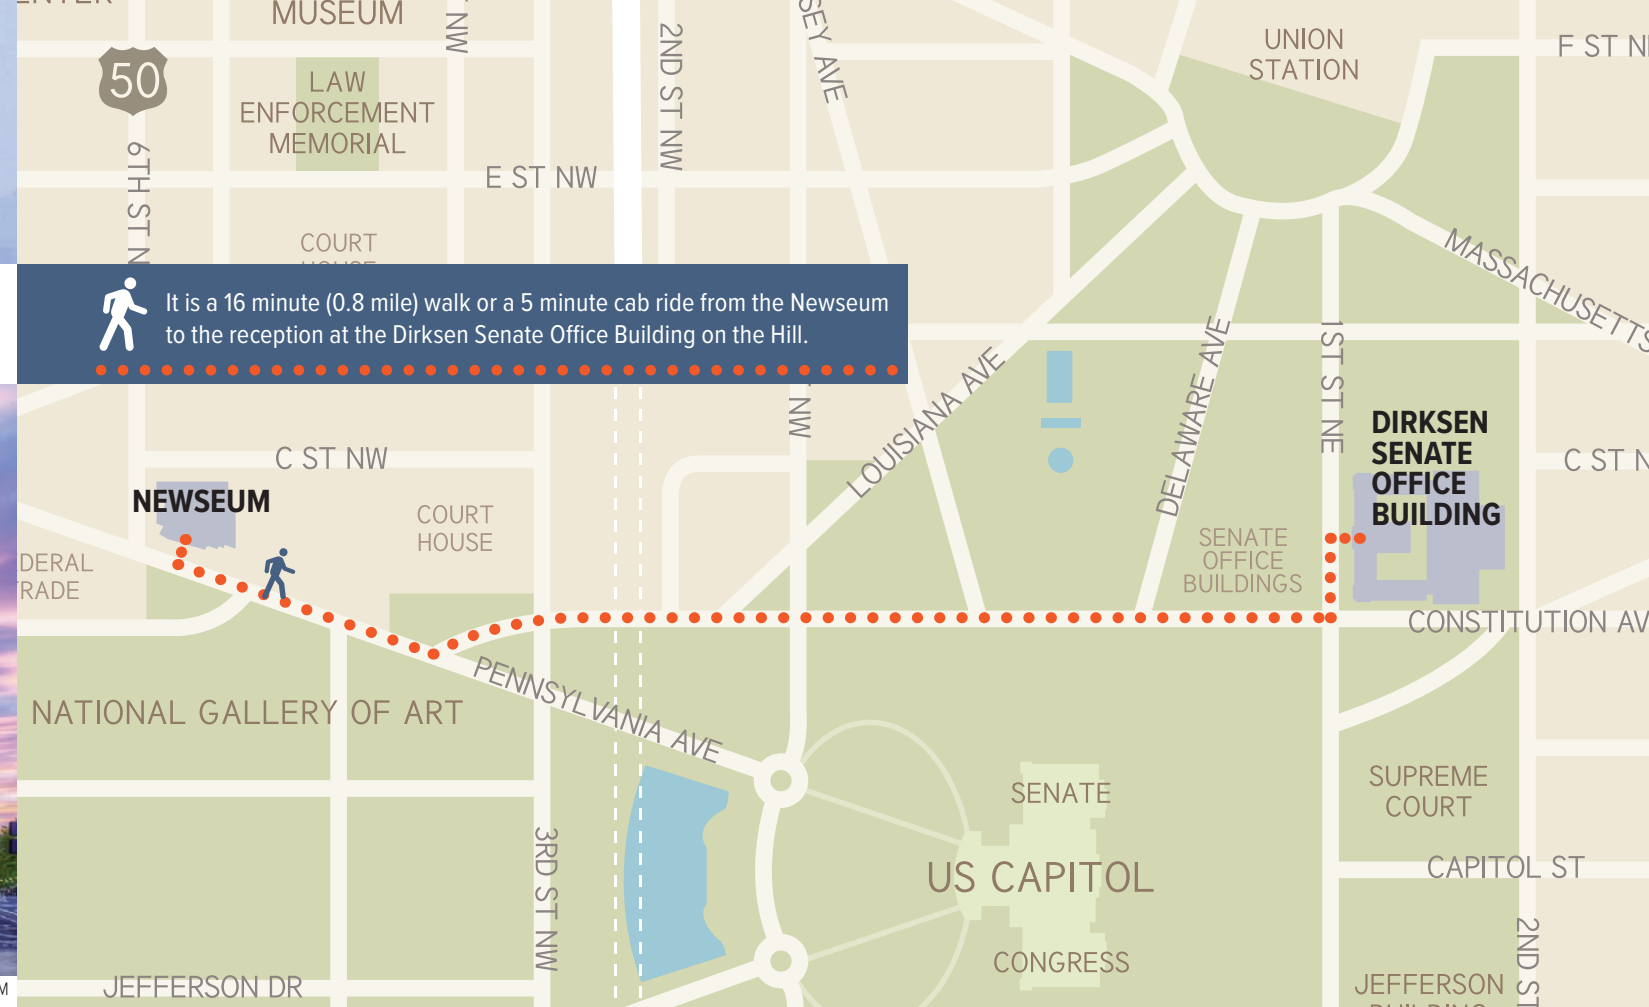 MUSEUM
NW
SEY AVE
2ND ST NW
UNION
STATION
F ST N
50
LAW
ENFORCEMENT
MEMORIAL
6TH ST N
E ST NW
COURT
MASSACHUSETTS
It is a 16 minute (0.8 mile) walk or a 5 minute cab ride from the Newseum
to the reception at the Dirksen Senate Office Building on the Hill.
1ST ST NE
DELAWARE AVE
LOUISIANA AVE
NW
DIRKSEN
SENATE
OFFICE
BUILDING
C ST NW
C ST N
NEWSEUM
COURT
HOUSE
SENATE
OFFICE
BUILDINGS
DERAL
RADE
CONSTITUTION AV
PENNSYLVANIA AVE
NATIONAL GALLERY OF ART
SENATE
SUPREME
COURT
3RD ST NW
US CAPITOL
CAPITOL ST
2ND ST
CONGRESS
JEFFERSON DR
JEFFERSON
M